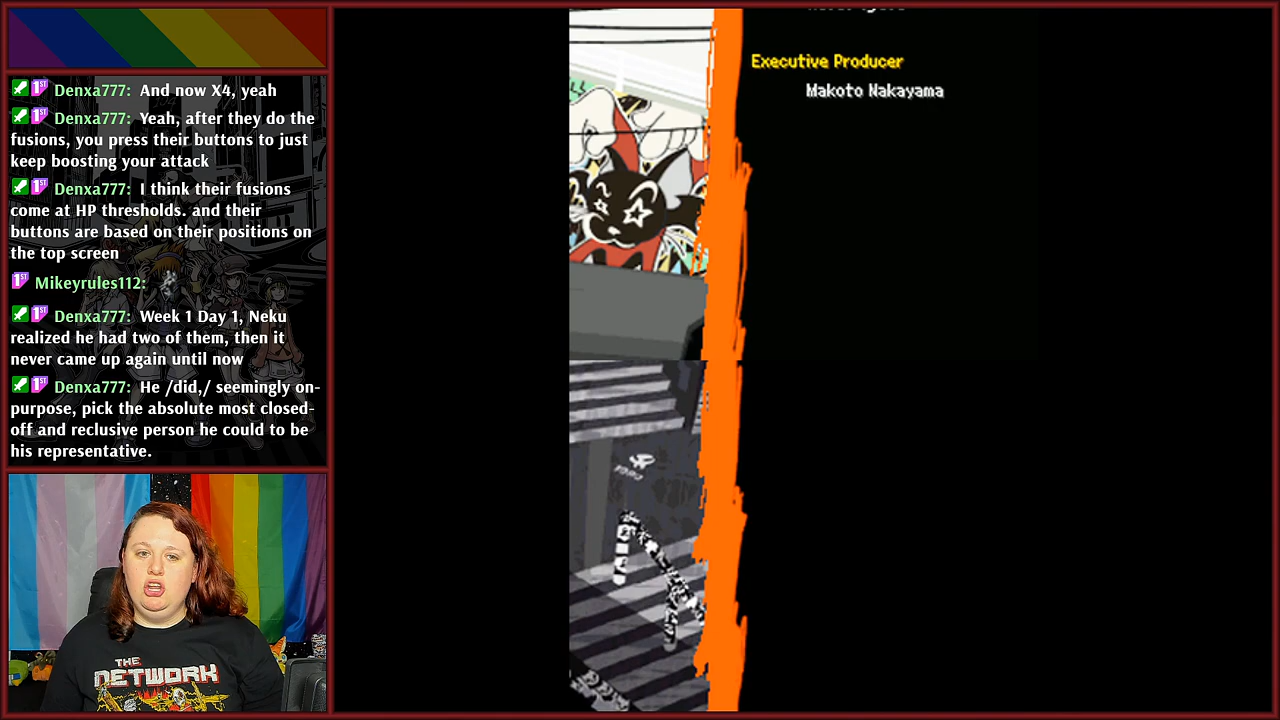 Denxa777: And now X4, yeah
Denxa777: Yeah, after they do the
fusions, you press their buttons to just
keep boosting your attack
Denxa777: I think their fusions
come at HP thresholds. and their
buttons are based on their positions on
the top screen
Mikeyrules112:
Denxa777: Week 1 Day 1, Neku
realized he had two of them, then it
never came up again until now
Denxa777: He /did,/ seemingly on-
purpose, pick the absolute most closed-
off and reclusive person he could to be
his representative.
Executive Producer
Makoto Nakayama
THE
NETWORK